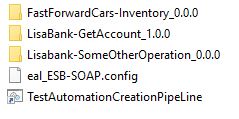 FastForwardCars-Inventory_0.0.0
LisaBank-GetAccount_1.0.0
LisaBank-SomeOtherOperation_0.0.0
eal_ESB-SOAP.config
TestAutomationCreationPipeLine